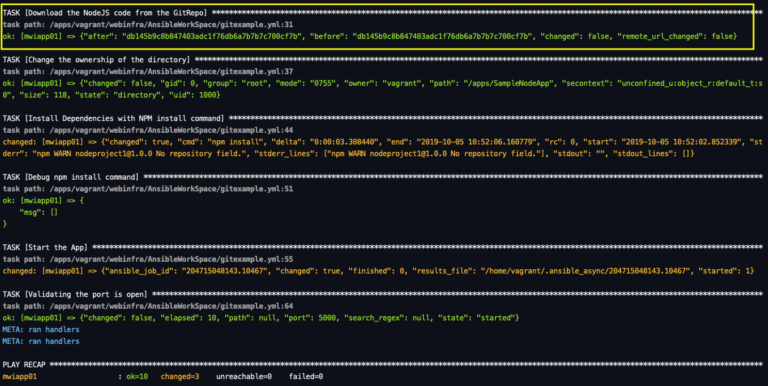 TASK [Download the NodeJS code from the GitRepo] ****************************************************************************************************
task path: /apps/vagrant/webinfra/AnsibleWorkSpace/gitexample.yml:31
ok: [mwiapp01] => {"after": "db145b9c8b847403adc1f76db6a7b7b7c700cf7b", "before": "db145b9c8b847403adc1f76db6a7b7b7c700cf7b", "changed": false, "remote_url_changed": false}
TASK [Change the ownership of the directory] ****************************************************************************************************
task path: /apps/vagrant/webinfra/AnsibleWorkSpace/gitexample.yml:37
ok: [mwiapp01] => {"changed": false, "gid": 0, "group": "root", "mode": "0755", "owner": "vagrant", "path": "/apps/SampleNodeApp", "secontext": "unconfined_u:object_r:default_t:s
0", "size": 118, "state": "directory", "uid": 1000}
TASK [Install Dependencies with NPM install command] ****************************************************************************************************
task path: /apps/vagrant/webinfra/AnsibleWorkSpace/gitexample.yml:44
changed: [mwiapp01] => {"changed": true, "cmd": "npm install", "delta": "0:00:03.308440", "end": "2019-10-05 10:52:06.160779", "rc": 0, "start": "2019-10-05 10:52:02.852339", "st
derr": "npm WARN nodeproject1@1.0.0 No repository field.", "stderr_lines": ["npm WARN nodeproject1@1.0.0 No repository field."], "stdout": "", "stdout_lines": []}
TASK [Debug npm install command] ****************************************************************************************************
task path: /apps/vagrant/webinfra/AnsibleWorkSpace/gitexample.yml:51
ok: [mwiapp01] => {
"msg": []
}
TASK [Start the App] ****************************************************************************************************
task path: /apps/vagrant/webinfra/AnsibleWorkSpace/gitexample.yml:55
changed: [mwiapp01] => {"ansible_job_id": "204715048143.10467", "changed": true, "finished": 0, "results_file": "/home/vagrant/.ansible_async/204715048143.10467", "started": 1}
TASK [Validating the port is open] ****************************************************************************************************
task path: /apps/vagrant/webinfra/AnsibleWorkSpace/gitexample.yml:64
ok: [mwiapp01] => {"changed": false, "elapsed": 10, "path": null, "port": 5000, "search_regex": null, "state": "started"}
META: ran handlers
META: ran handlers
PLAY RECAP ****************************************************************************************************
mwiapp01 : ok=10 changed=3 unreachable=0 failed=0